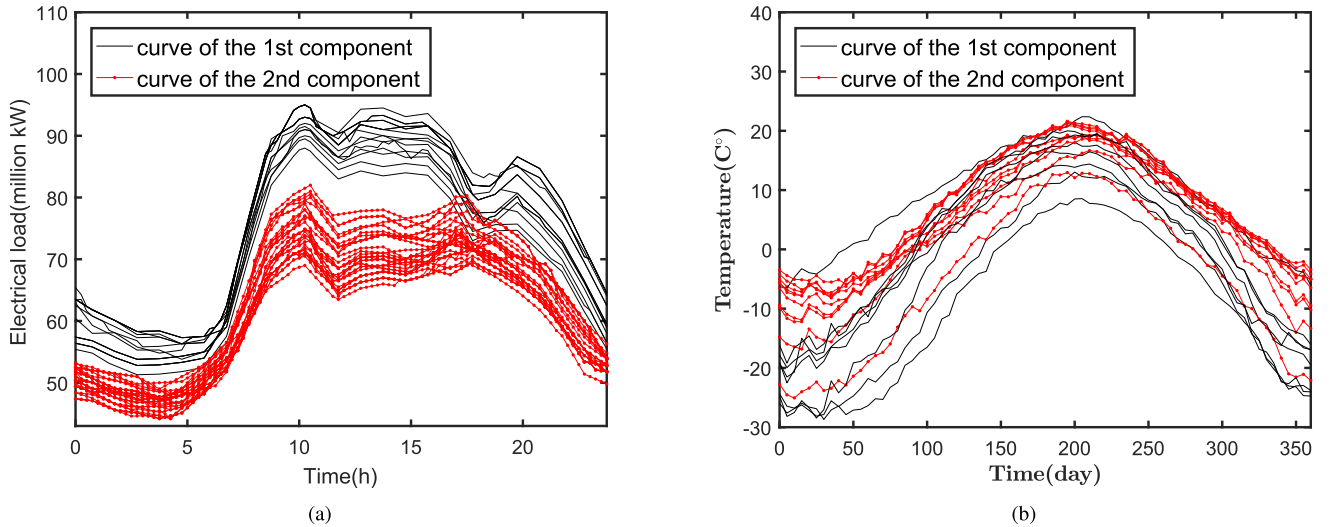 110
100
90
80
70
60
50
0
5
10
15
20
Electrical load(million kW)
Time(h)
curve of the 1st component
curve of the 2nd component
(a)
40
30
20
10
0
-10
-20
-30
0
50
100
150
200
250
300
350
Temperature(C°)
Time(day)
curve of the 1st component
curve of the 2nd component
(b)